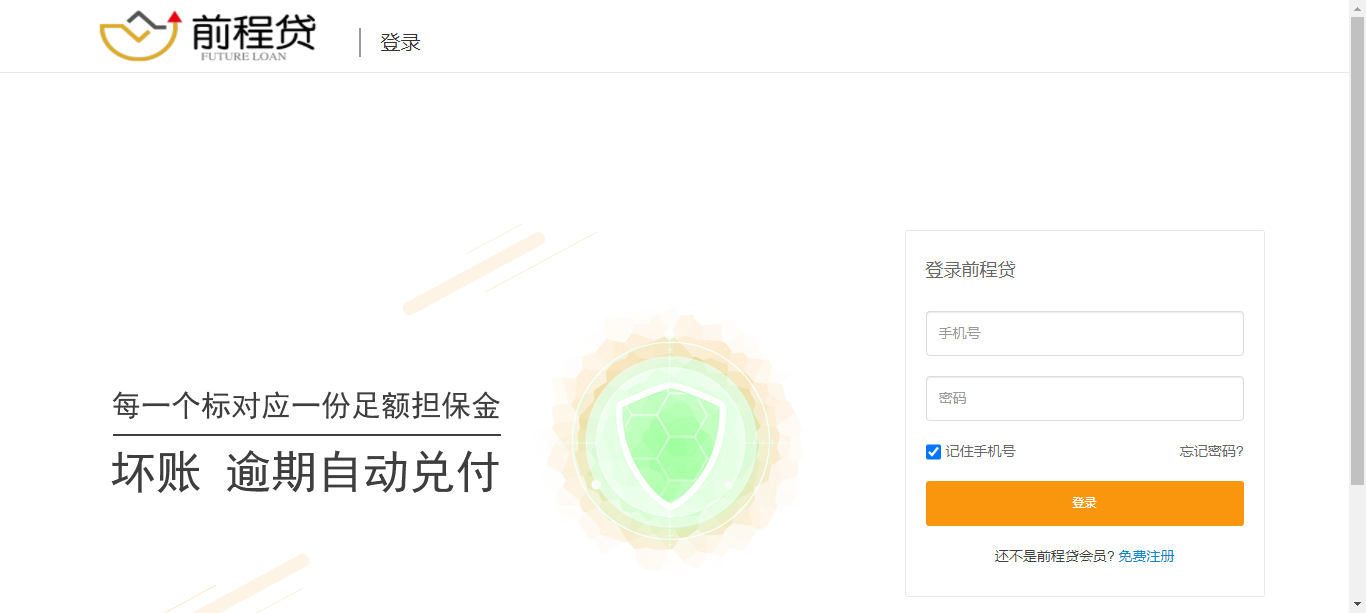 前程贷
FUTURE LOAN
登录
登录前程贷
手机号
密码
记住手机号 忘记密码?
登录
还不是前程贷会员? 免费注册
每一个标对应一份足额担保金
坏账 逾期自动兑付